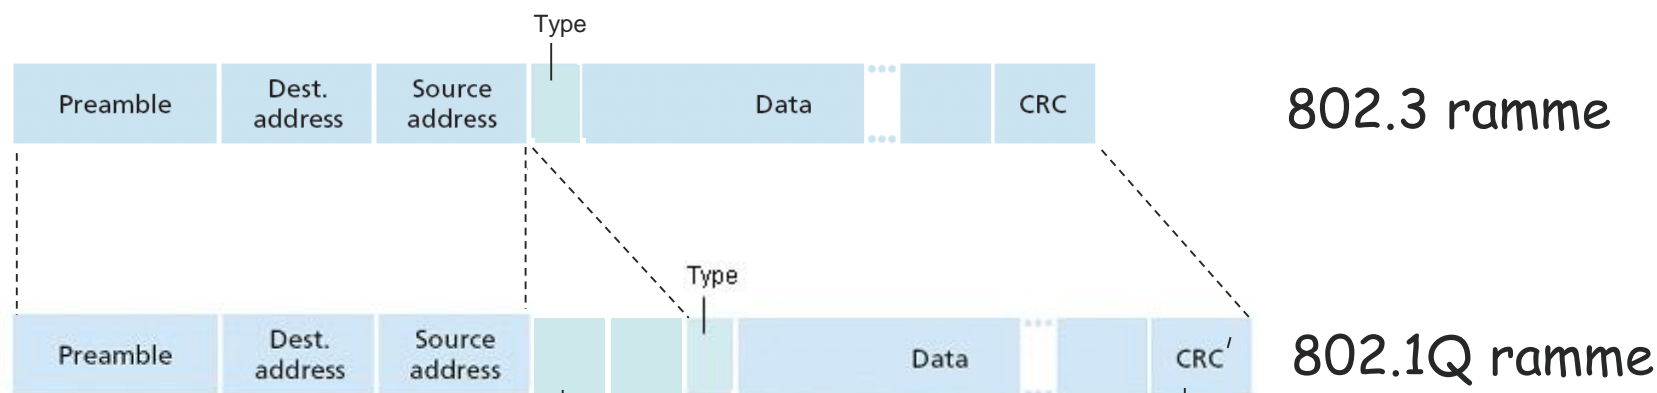 Type
Preamble
Dest.
address
Source
address
Data
CRC
802.3 ramme
Type
Preamble
Dest.
address
Source
address
Data
CRC′
802.1Q ramme